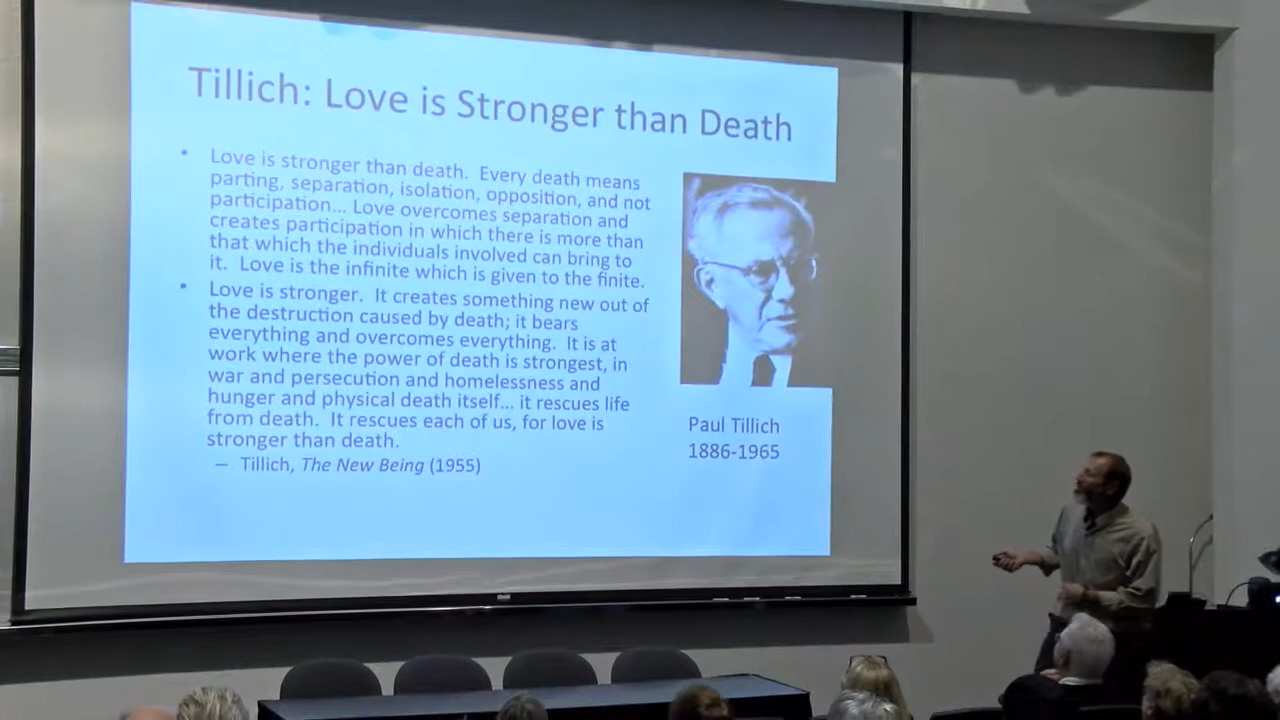 Tillich: Love is Stronger than Death
• Love is stronger than death.  Every death means
parting, separation, isolation, opposition, and not
participation... Love overcomes separation and
creates participation in which there is more than
that which the individuals involved can bring to
it.  Love is the infinite which is given to the finite.
• Love is stronger.  It creates something new out of
the destruction caused by death; it bears
everything and overcomes everything.  It is at
work where the power of death is strongest, in
war and persecution and homelessness and
hunger and physical death itself... it rescues life
from death.  It rescues each of us, for love is
stronger than death.
– Tillich, The New Being (1955)
Paul Tillich
1886-1965